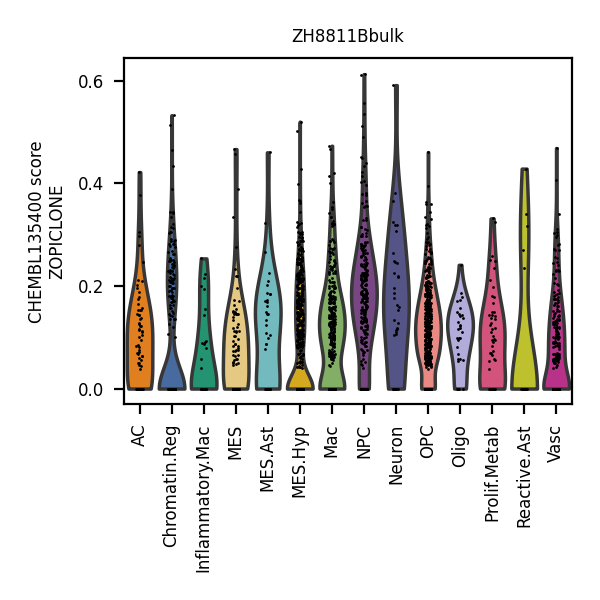 ZH8811Bbulk
CHEMBL135400 score
ZOPICLONE
0.6
0.4
0.2
0.0
AC
Chromatin.Reg
Inflammatory.Mac
MES
MES.Ast
MES.Hyp
Mac
NPC
Neuron
OPC
Oligo
Prolif.Metab
Reactive.Ast
Vasc